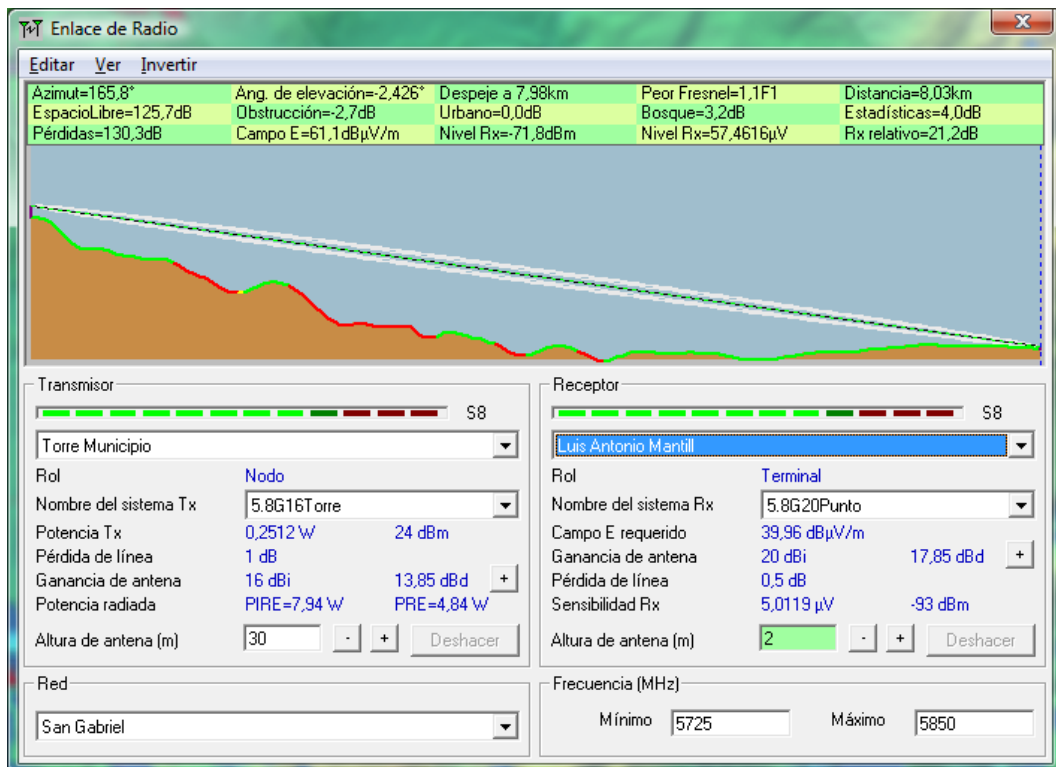 Enlace de Radio
Editar Ver Invertir
Azimut=165,8° Ang. de elevación=-2,426° Despeje a 7,98km Peor Fresnel=1,1F1 Distancia=8,03km
EspacioLibre=125,7dB Obstrucción=-2,7dB Urbano=0,0dB Bosque=3,2dB Estadísticas=4,0dB
Pérdidas=130,3dB Campo E=61,1dBµV/m Nivel Rx=-71,8dBm Nivel Rx=57,4616µV Rx relativo=21,2dB
Transmisor
S8
Torre Municipio
Rol Nodo
Nombre del sistema Tx 5.8G16Torre
Potencia Tx 0,2512 W 24 dBm
Pérdida de línea 1 dB
Ganancia de antena 16 dBi 13,85 dBd +
Potencia radiada PIRE=7,94 W PRE=4,84 W
Altura de antena (m) 30 - + Deshacer
Red
San Gabriel
Receptor
S8
Luis Antonio Mantill
Rol Terminal
Nombre del sistema Rx 5.8G20Punto
Campo E requerido 39,96 dBµV/m
Ganancia de antena 20 dBi 17,85 dBd +
Pérdida de línea 0,5 dB
Sensibilidad Rx 5,0119 µV -93 dBm
Altura de antena (m) 2 - + Deshacer
Frecuencia (MHz)
Mínimo 5725 Máximo 5850